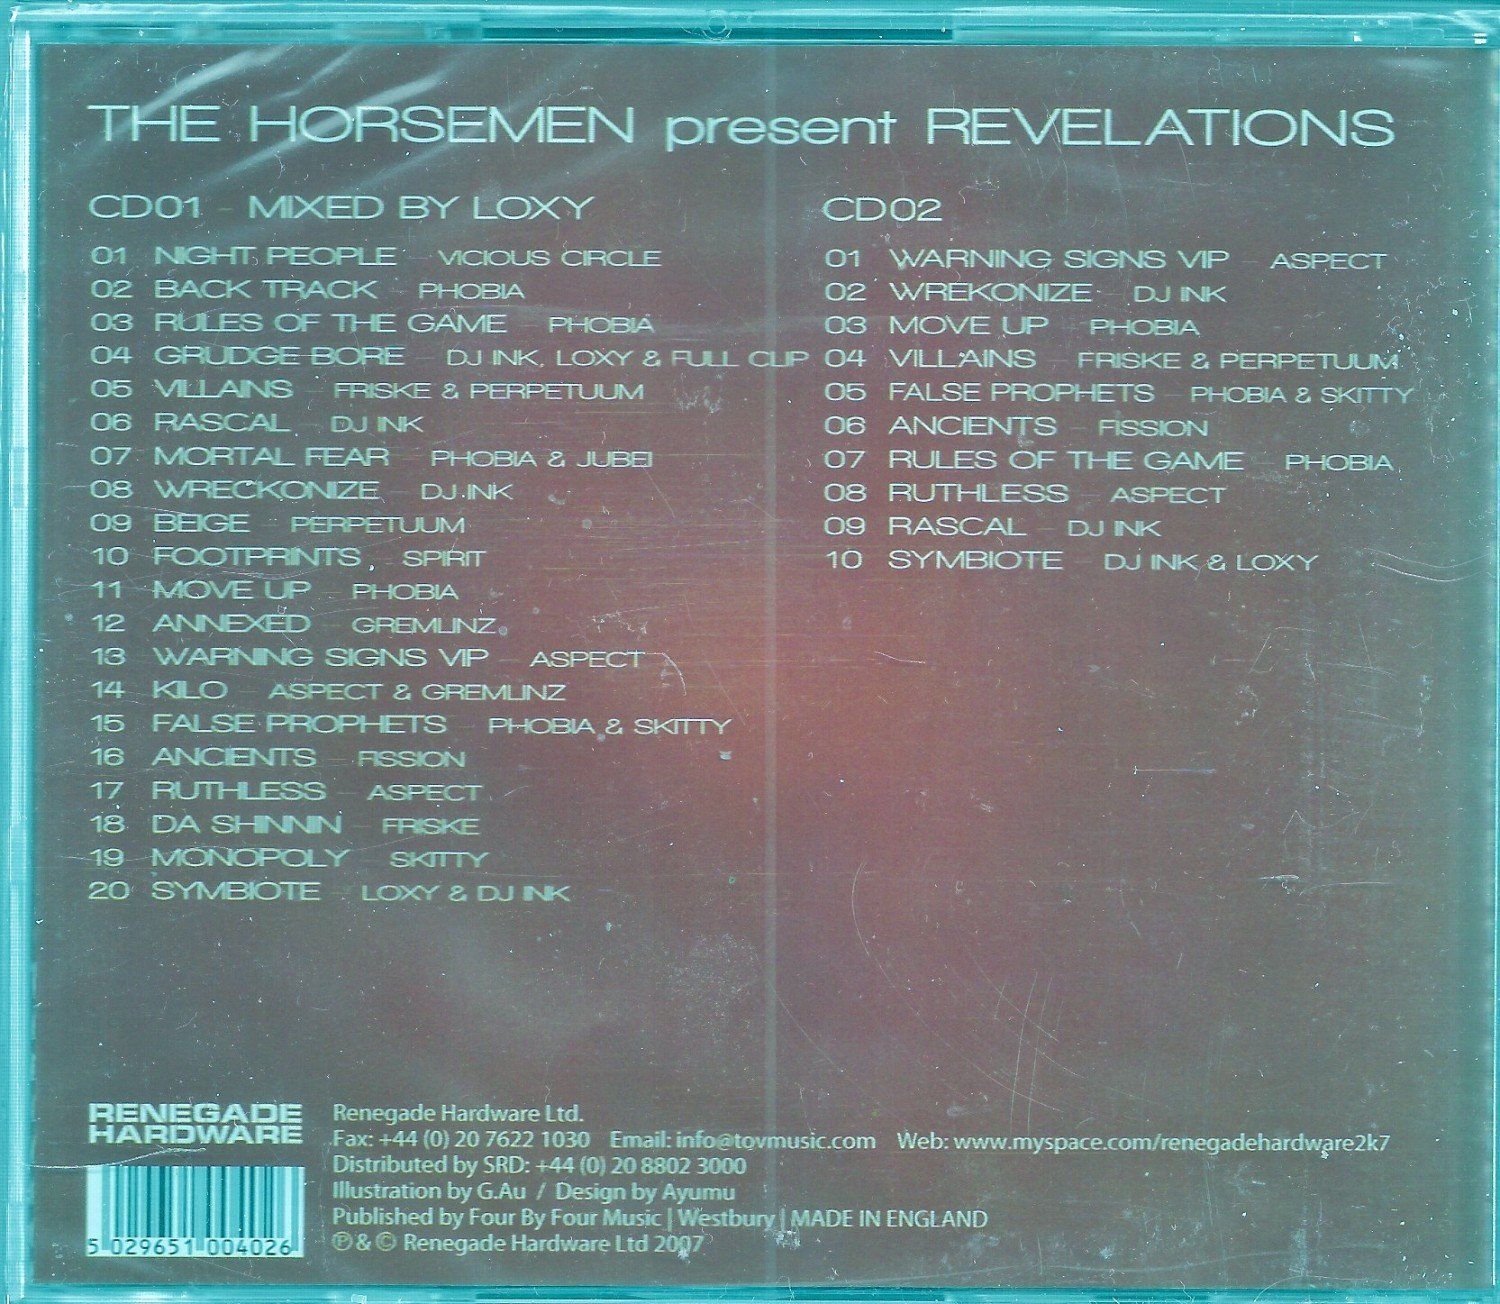 THE HORSEMEN present REVELATIONS
CD01 - MIXED BY LOXY
01 NIGHT PEOPLE - VICIOUS CIRCLE
02 BACK TRACK - PHOBIA
03 RULES OF THE GAME - PHOBIA
04 GRUDGE BORE - DJ INK, LOXY & FULL CLIP
05 VILLAINS - FRISKE & PERPETUUM
06 RASCAL - DJ INK
07 MORTAL FEAR - PHOBIA & JUBEI
08 WRECKONIZE - DJ INK
09 BEIGE - PERPETUUM
10 FOOTPRINTS - SPIRIT
11 MOVE UP - PHOBIA
12 ANNEXED - GREMLINZ
13 WARNING SIGNS VIP - ASPECT
14 KILO - ASPECT & GREMLINZ
15 FALSE PROPHETS - PHOBIA & SKITTY
16 ANCIENTS - FISSION
17 RUTHLESS - ASPECT
18 DA SHINNIN - FRISKE
19 MONOPOLY - SKITTY
20 SYMBIOTE - LOXY & DJ INK
CD02
01 WARNING SIGNS VIP - ASPECT
02 WREKONIZE - DJ INK
03 MOVE UP - PHOBIA
04 VILLAINS - FRISKE & PERPETUUM
05 FALSE PROPHETS - PHOBIA & SKITTY
06 ANCIENTS - FISSION
07 RULES OF THE GAME - PHOBIA
08 RUTHLESS - ASPECT
09 RASCAL - DJ INK
10 SYMBIOTE - DJ INK & LOXY
RENEGADE
HARDWARE
5 029651 004026
Renegade Hardware Ltd.
Fax: +44 (0) 20 7622 1030 Email: info@tovmusic.com Web: www.myspace.com/renegadehardware2k7
Distributed by SRD: +44 (0) 20 8802 3000
Illustration by G.Au / Design by Ayumu
Published by Four By Four Music | Westbury | MADE IN ENGLAND
℗ & © Renegade Hardware Ltd 2007